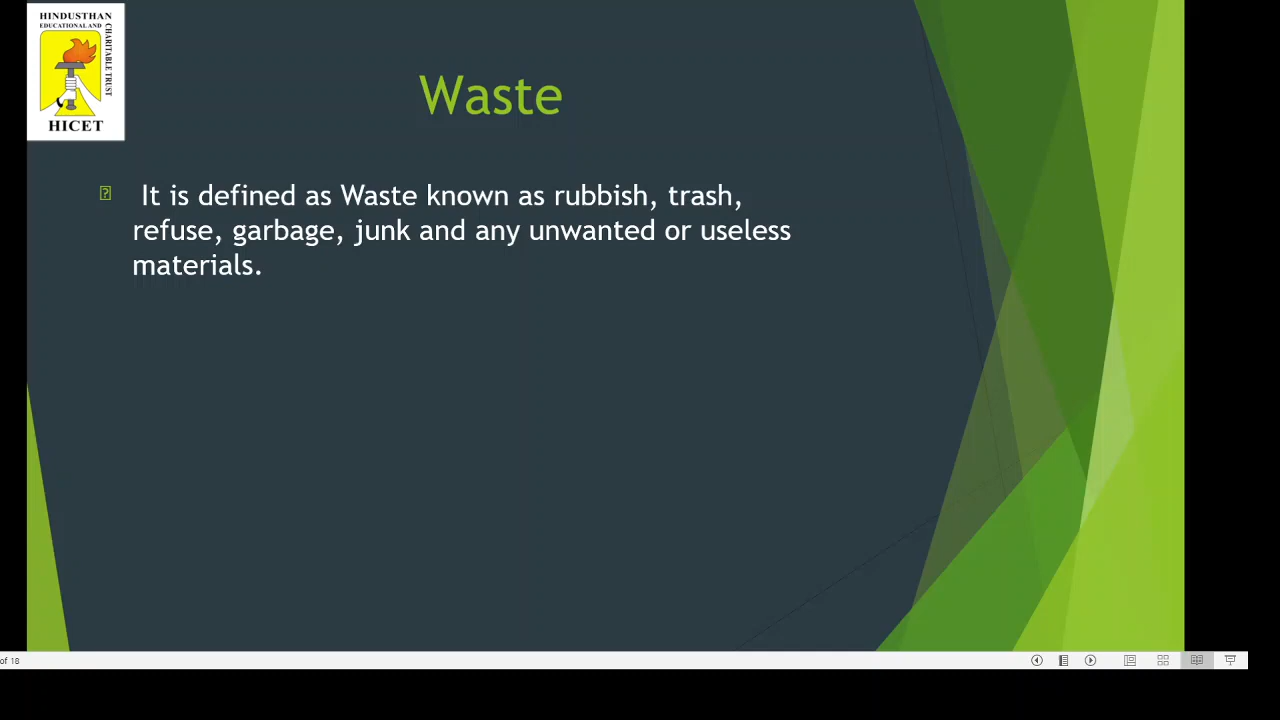 HINDUSTHAN
EDUCATIONAL AND
CHARITABLE TRUST
HICET
Waste
It is defined as Waste known as rubbish, trash,
refuse, garbage, junk and any unwanted or useless
materials.
of 18